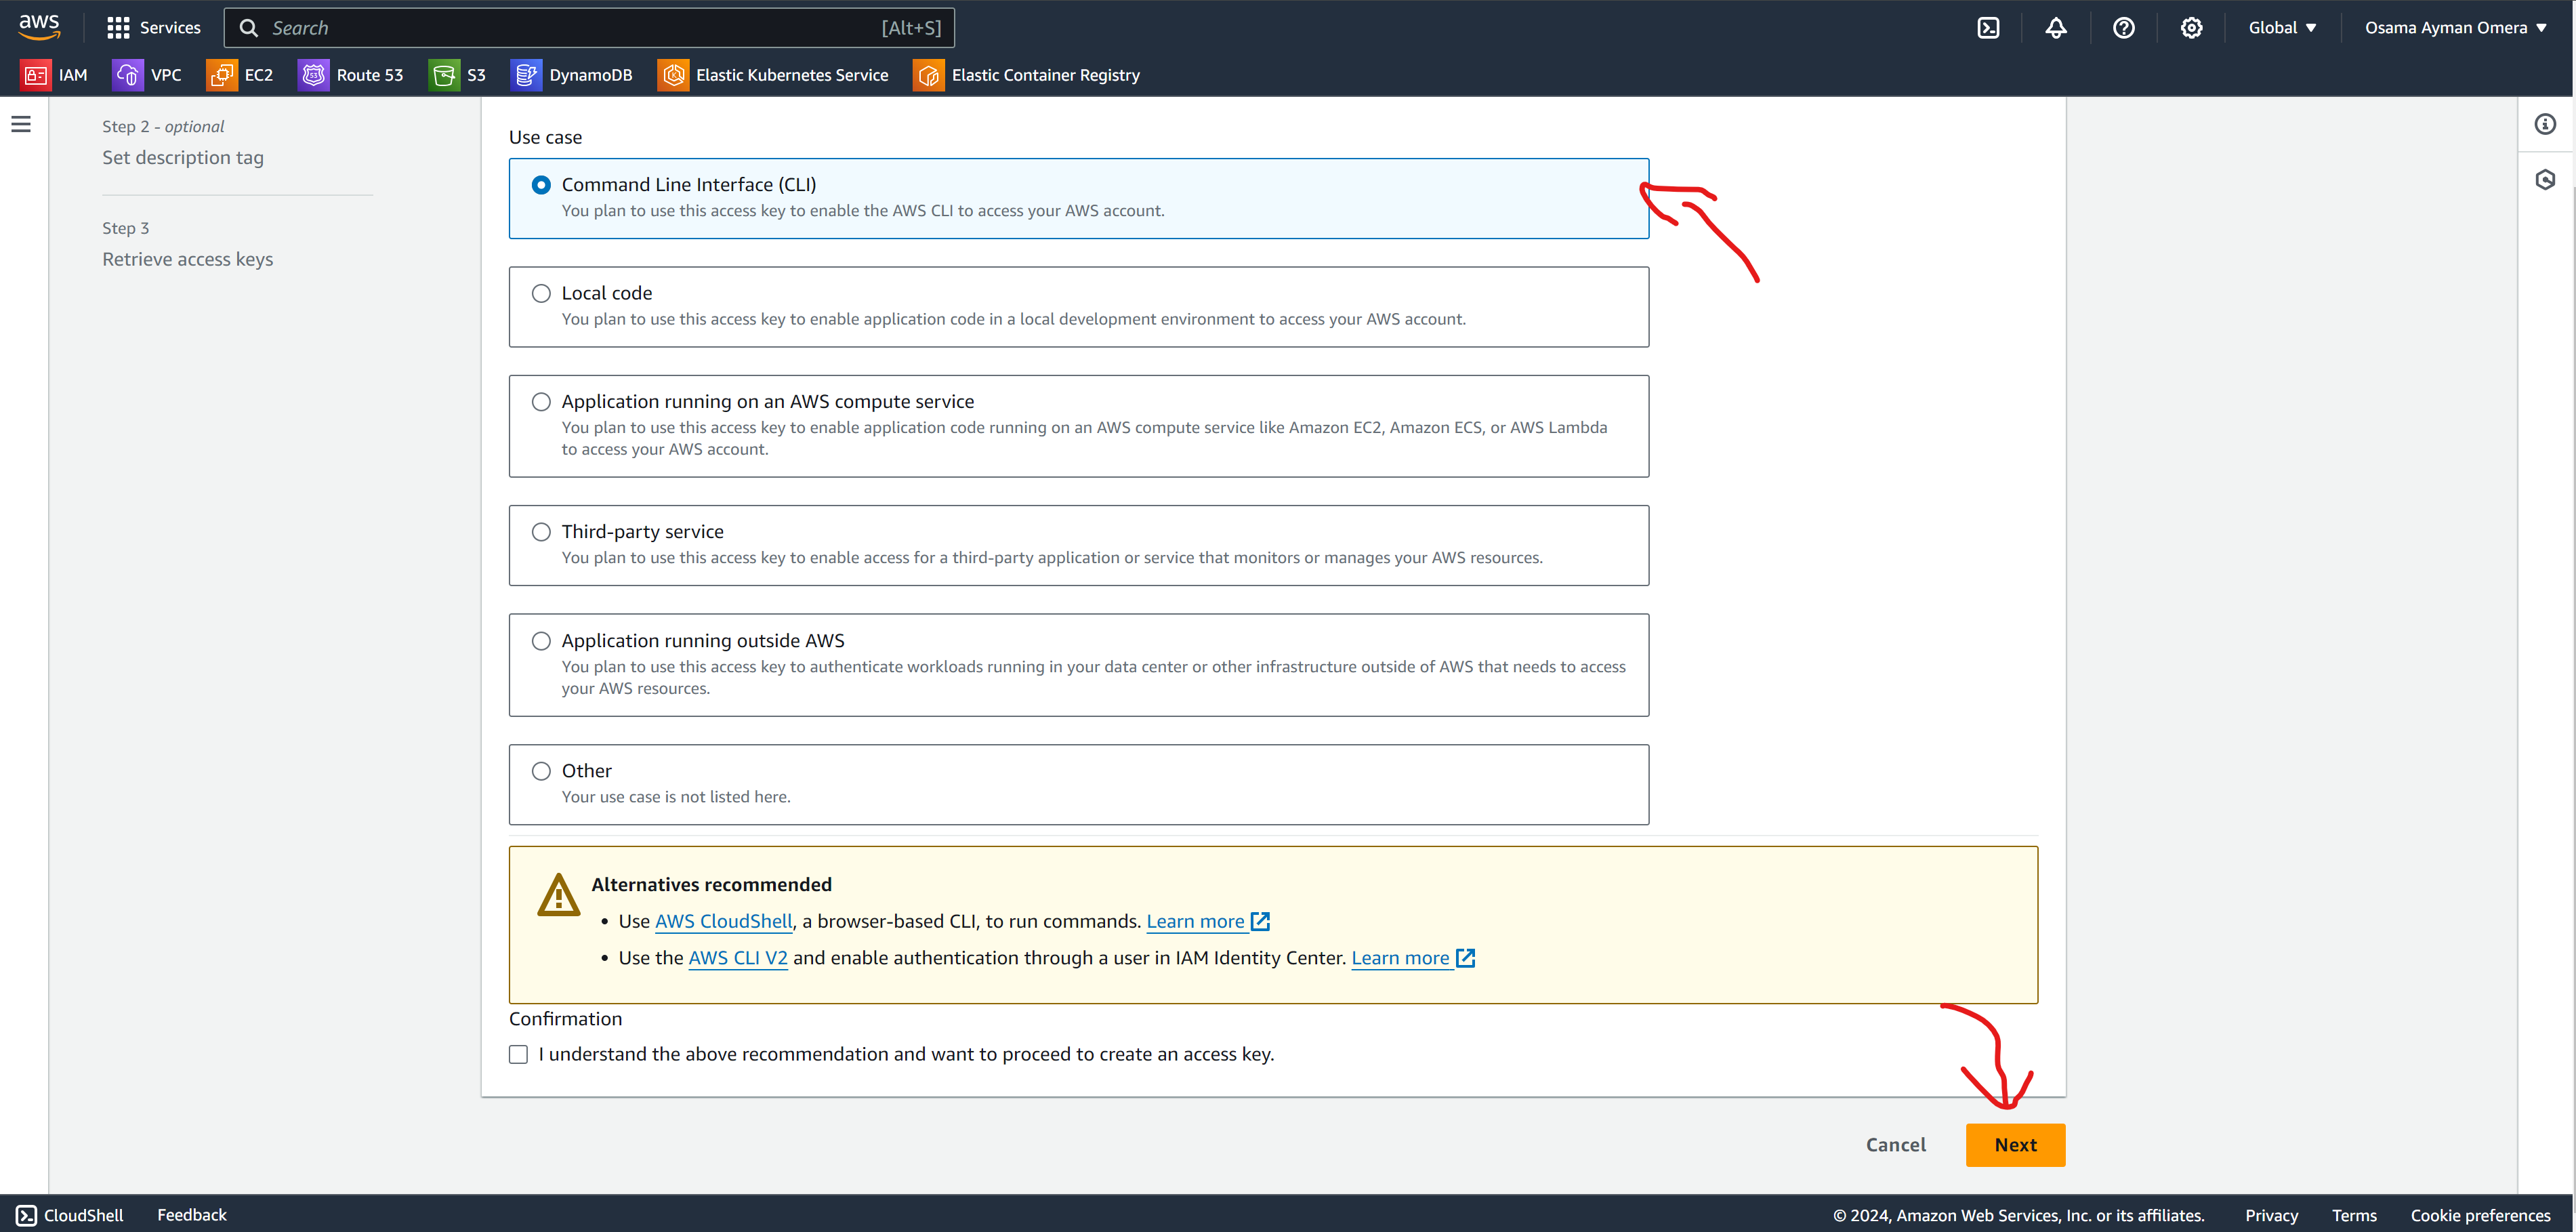 aws
Services
Search
[Alt+S]
Global
Osama Ayman Omera
IAM
VPC
EC2
53
Route 53
S3
DynamoDB
Elastic Kubernetes Service
Elastic Container Registry
Step 2 - optional
Set description tag
Step 3
Retrieve access keys
Use case
Command Line Interface (CLI)
You plan to use this access key to enable the AWS CLI to access your AWS account.
Local code
You plan to use this access key to enable application code in a local development environment to access your AWS account.
Application running on an AWS compute service
You plan to use this access key to enable application code running on an AWS compute service like Amazon EC2, Amazon ECS, or AWS Lambda
to access your AWS account.
Third-party service
You plan to use this access key to enable access for a third-party application or service that monitors or manages your AWS resources.
Application running outside AWS
You plan to use this access key to authenticate workloads running in your data center or other infrastructure outside of AWS that needs to access
your AWS resources.
Other
Your use case is not listed here.
Alternatives recommended
• Use AWS CloudShell, a browser-based CLI, to run commands. Learn more
• Use the AWS CLI V2 and enable authentication through a user in IAM Identity Center. Learn more
Confirmation
I understand the above recommendation and want to proceed to create an access key.
Cancel
Next
CloudShell
Feedback
© 2024, Amazon Web Services, Inc. or its affiliates.
Privacy
Terms
Cookie preferences